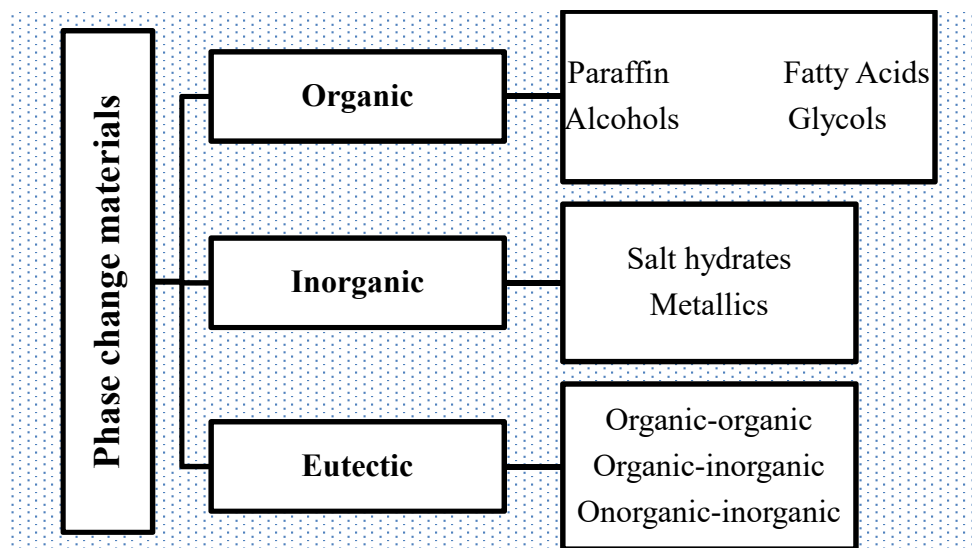 Phase change materials
Organic
Paraffin Fatty Acids
Alcohols Glycols
Inorganic
Salt hydrates
Metallics
Eutectic
Organic-organic
Organic-inorganic
Onorganic-inorganic